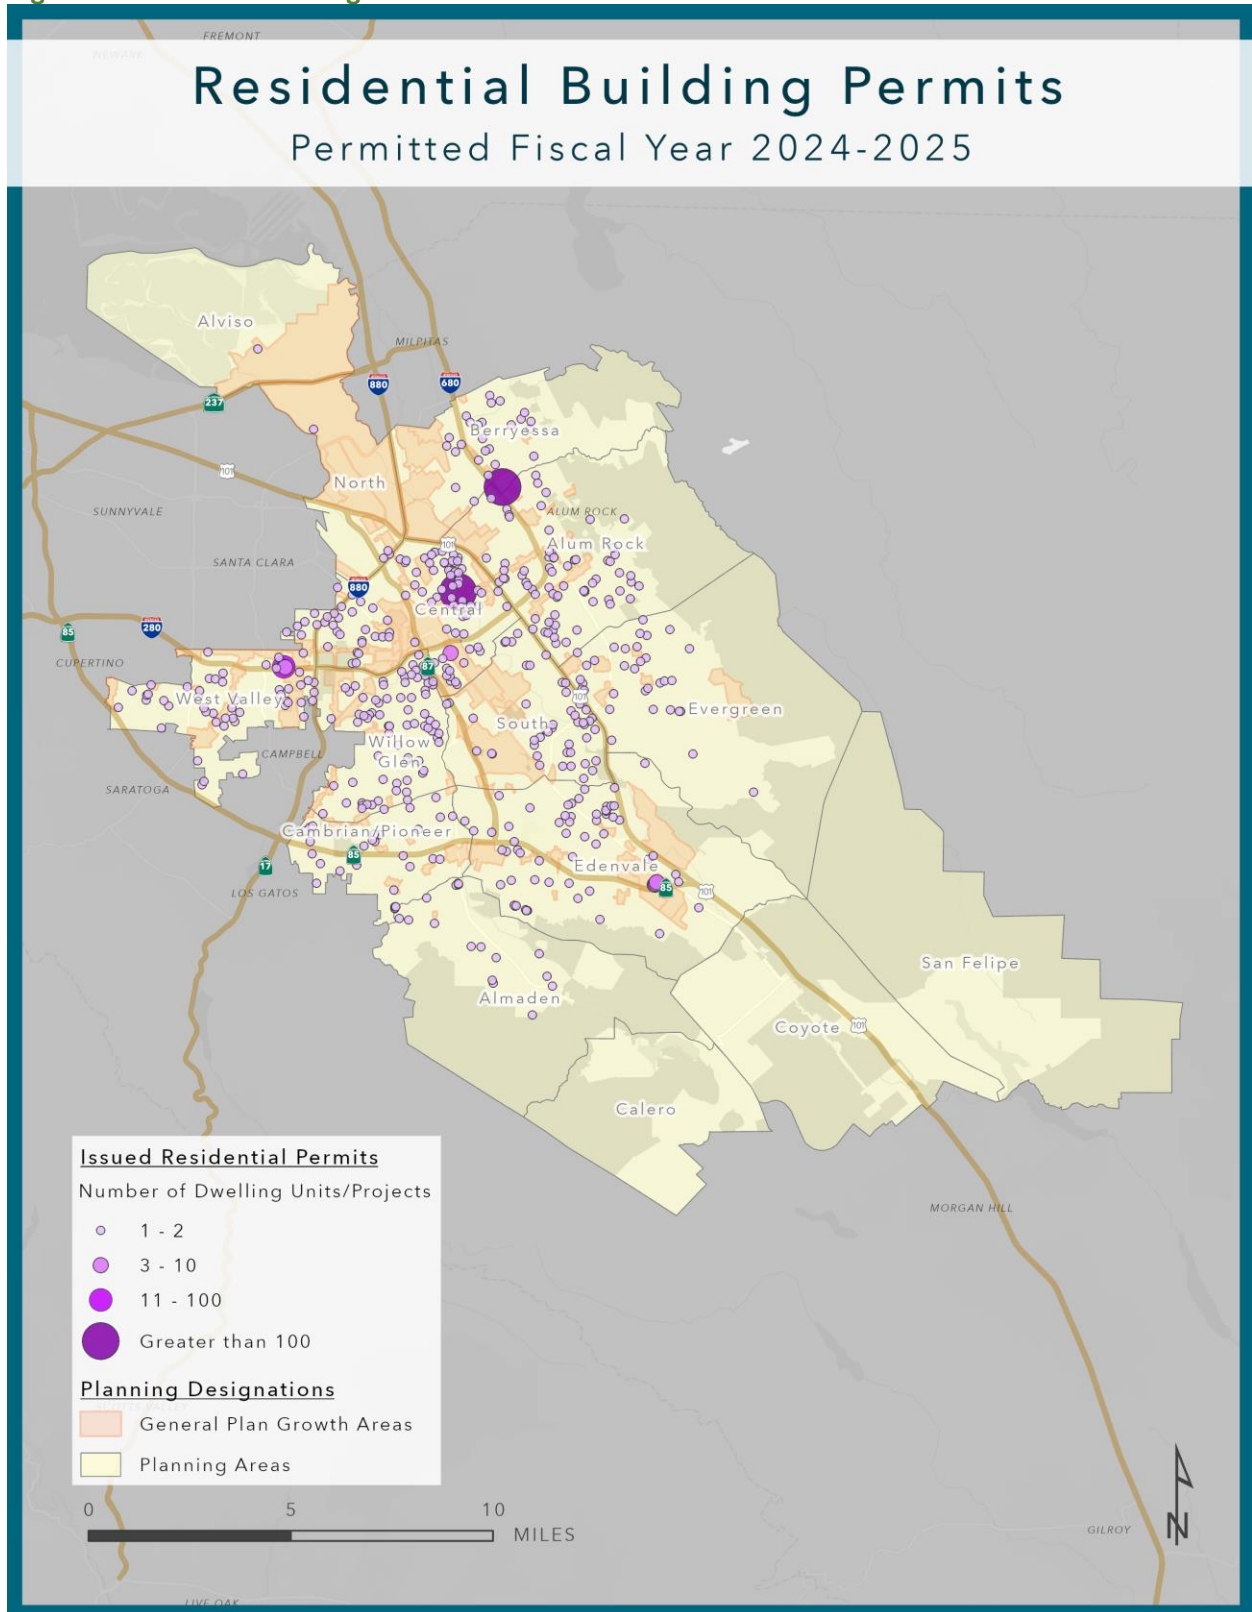 Residential Building Permits
Permitted Fiscal Year 2024-2025
FREMONT
NEWARK
Alviso
MILPITAS
880
680
237
Berryessa
101
North
SUNNYVALE
ALUM ROCK
101
Alum Rock
SANTA CLARA
880
Central
85
280
CUPERTINO
87
West Valley
101
Evergreen
South
Willow
Glen
CAMPBELL
SARATOGA
Cambrian/Pioneer
85
17
Edenvale
85
101
LOS GATOS
San Felipe
Almaden
Coyote
101
Calero
MORGAN HILL
Issued Residential Permits
Number of Dwelling Units/Projects
1 - 2
3 - 10
11 - 100
Greater than 100
Planning Designations
SCOTTS VALLEY
General Plan Growth Areas
Planning Areas
0 5 10
MILES
N
GILROY
LIVE OAK